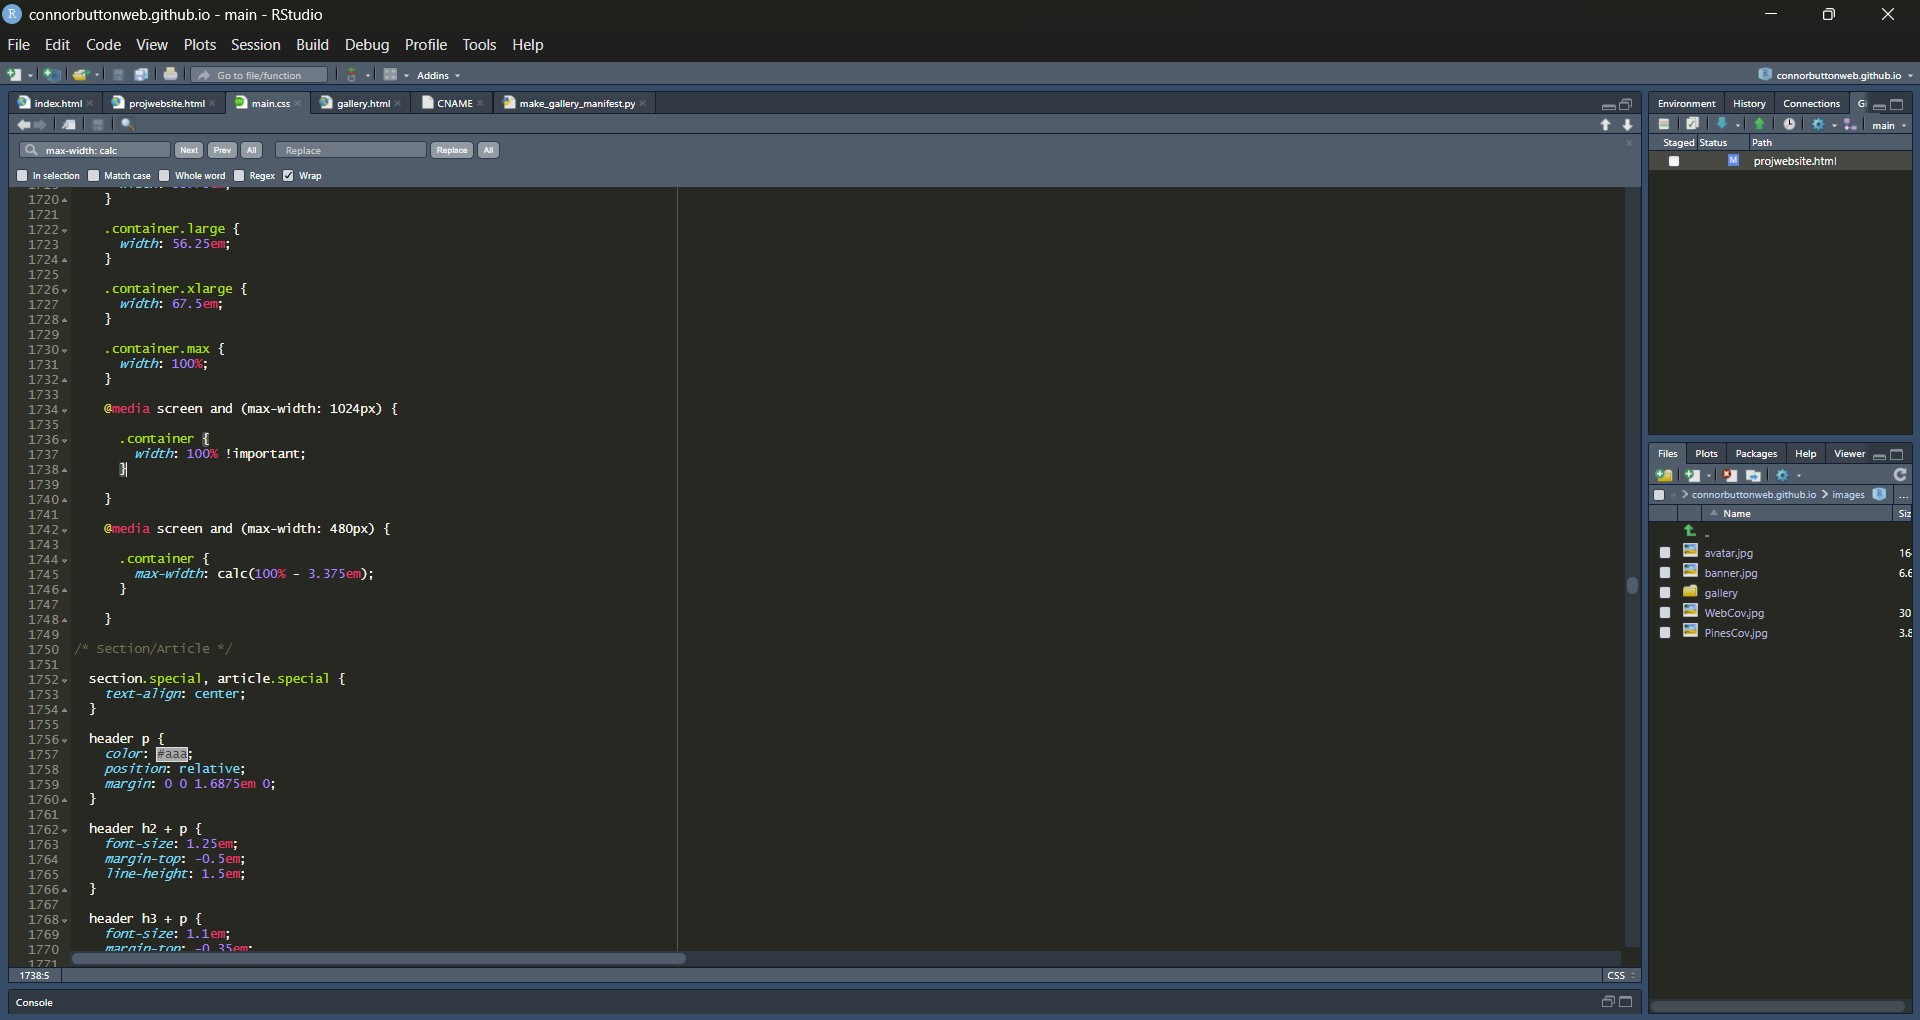 connorbuttonweb.github.io - main - RStudio
File Edit Code View Plots Session Build Debug Profile Tools Help
Go to file/function Addins connorbuttonweb.github.io
index.html projwebsite.html main.css gallery.html CNAME make_gallery_manifest.py
max-width: calc Next Prev All Replace Replace All
In selection Match case Whole word Regex Wrap
1720 }
1721
1722 .container.large {
1723 width: 56.25em;
1724 }
1725
1726 .container.xlarge {
1727 width: 67.5em;
1728 }
1729
1730 .container.max {
1731 width: 100%;
1732 }
1733
1734 @media screen and (max-width: 1024px) {
1735
1736 .container {
1737 width: 100% !important;
1738 }
1739
1740 }
1741
1742 @media screen and (max-width: 480px) {
1743
1744 .container {
1745 max-width: calc(100% - 3.375em);
1746 }
1747
1748 }
1749
1750 /* Section/Article */
1751
1752 section.special, article.special {
1753 text-align: center;
1754 }
1755
1756 header p {
1757 color: #aaa;
1758 position: relative;
1759 margin: 0 0 1.6875em 0;
1760 }
1761
1762 header h2 + p {
1763 font-size: 1.25em;
1764 margin-top: -0.5em;
1765 line-height: 1.5em;
1766 }
1767
1768 header h3 + p {
1769 font-size: 1.1em;
1770 margin-top: -0.35em;
1771
1738:5 CSS
Console
Environment History Connections
main
Staged Status Path
M projwebsite.html
Files Plots Packages Help Viewer
connorbuttonweb.github.io > images ...
Name
..
avatar.jpg
banner.jpg
gallery
WebCov.jpg
PinesCov.jpg